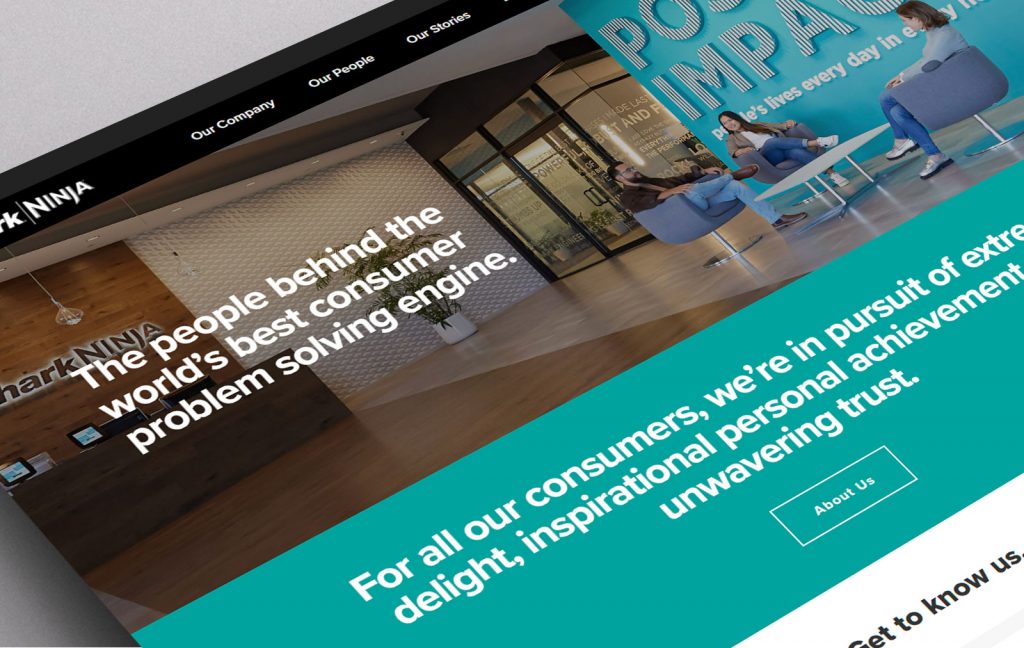 Our Company
Our People
Our Stories
rk | NINJA
The people behind the
world's best consumer
problem solving engine.
hark NINJA
POS
IMPAC
people's lives every day in e
For all our consumers, we're in pursuit of extre
delight, inspirational personal achievement
unwavering trust.
About Us
Get to know us.